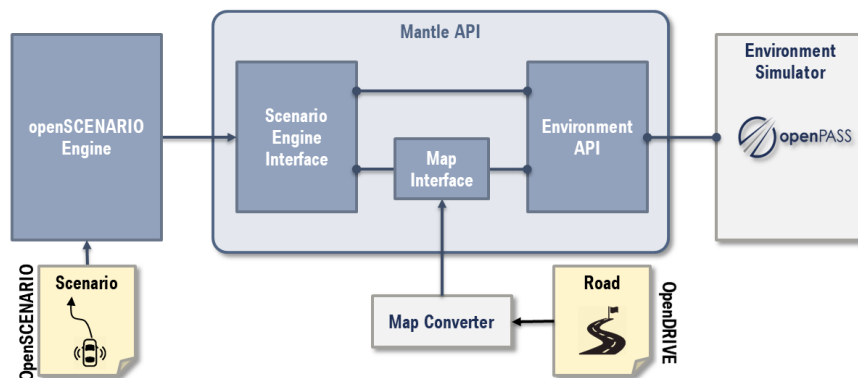 Mantle API
openSCENARIO
Engine
Scenario
Engine
Interface
Map
Interface
Environment
API
Environment
Simulator
openPASS
OpenSCENARIO
Scenario
Map Converter
Road
OpenDRIVE